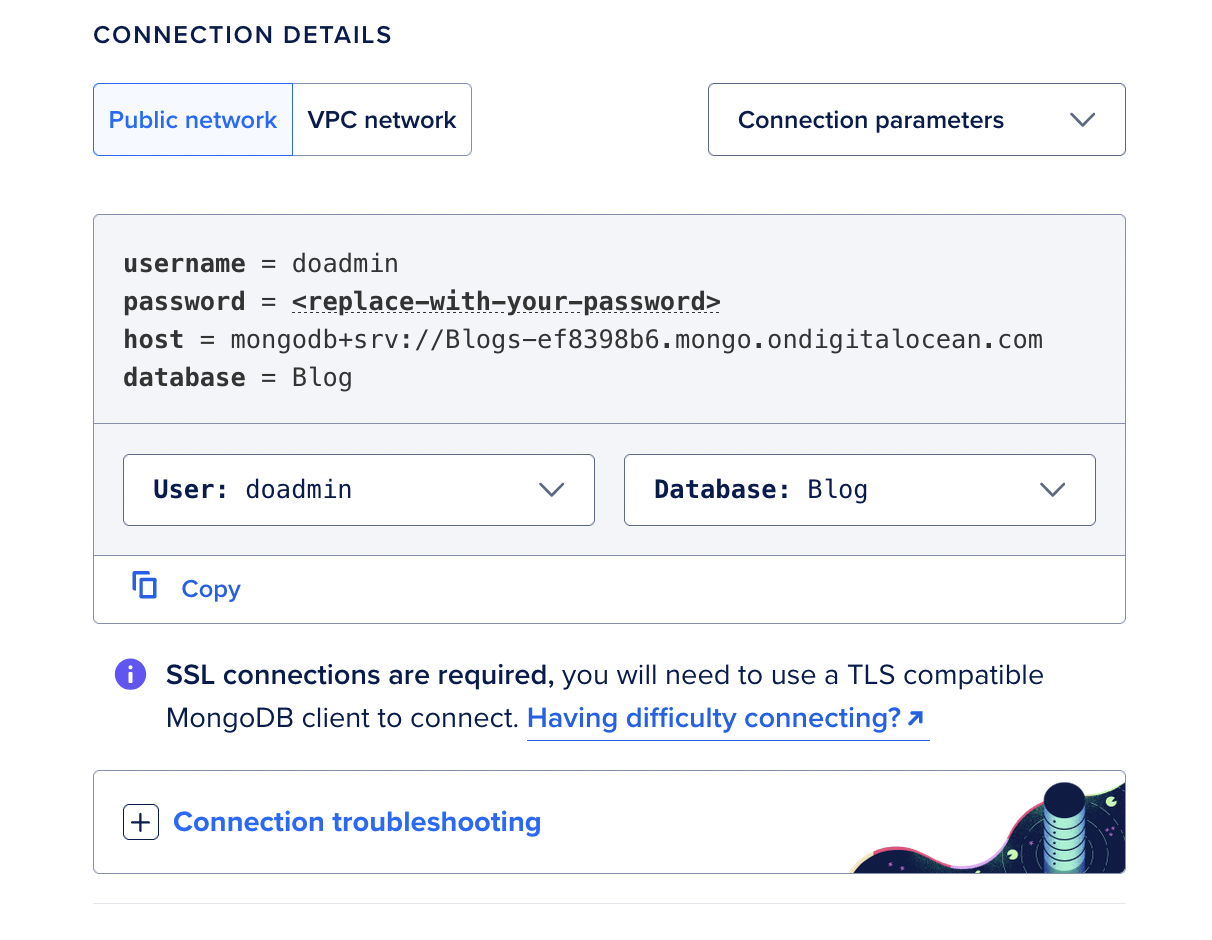 CONNECTION DETAILS
Public network VPC network Connection parameters
username = doadmin
password = <replace-with-your-password>
host = mongodb+srv://Blogs-ef8398b6.mongo.ondigitalocean.com
database = Blog
User: doadmin Database: Blog
Copy
SSL connections are required, you will need to use a TLS compatible
MongoDB client to connect. Having difficulty connecting?
Connection troubleshooting